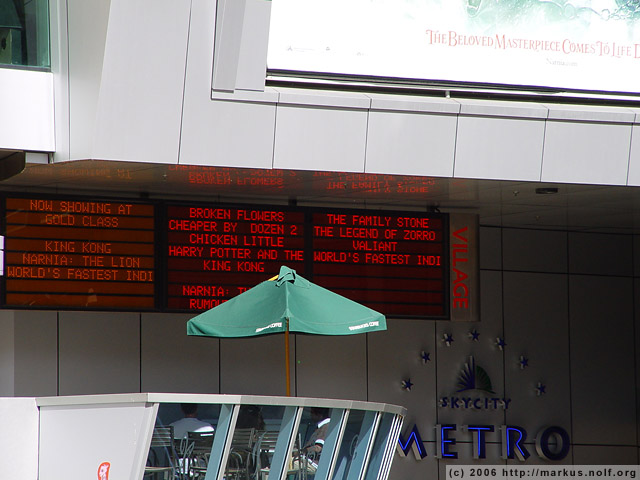 THE BELOVED MASTERPIECE COMES TO LIFE
Narnia.com
NOW SHOWING AT
GOLD CLASS
KING KONG
NARNIA: THE LION
WORLD'S FASTEST INDI
BROKEN FLOWERS
CHEAPER BY DOZEN 2
CHICKEN LITTLE
HARRY POTTER AND THE
KING KONG
NARNIA:
THE FAMILY STONE
THE LEGEND OF ZORRO
VALIANT
WORLD'S FASTEST INDI
VILLAGE
SKYCITY
METRO
(c) 2006 http://markus.nolf.org